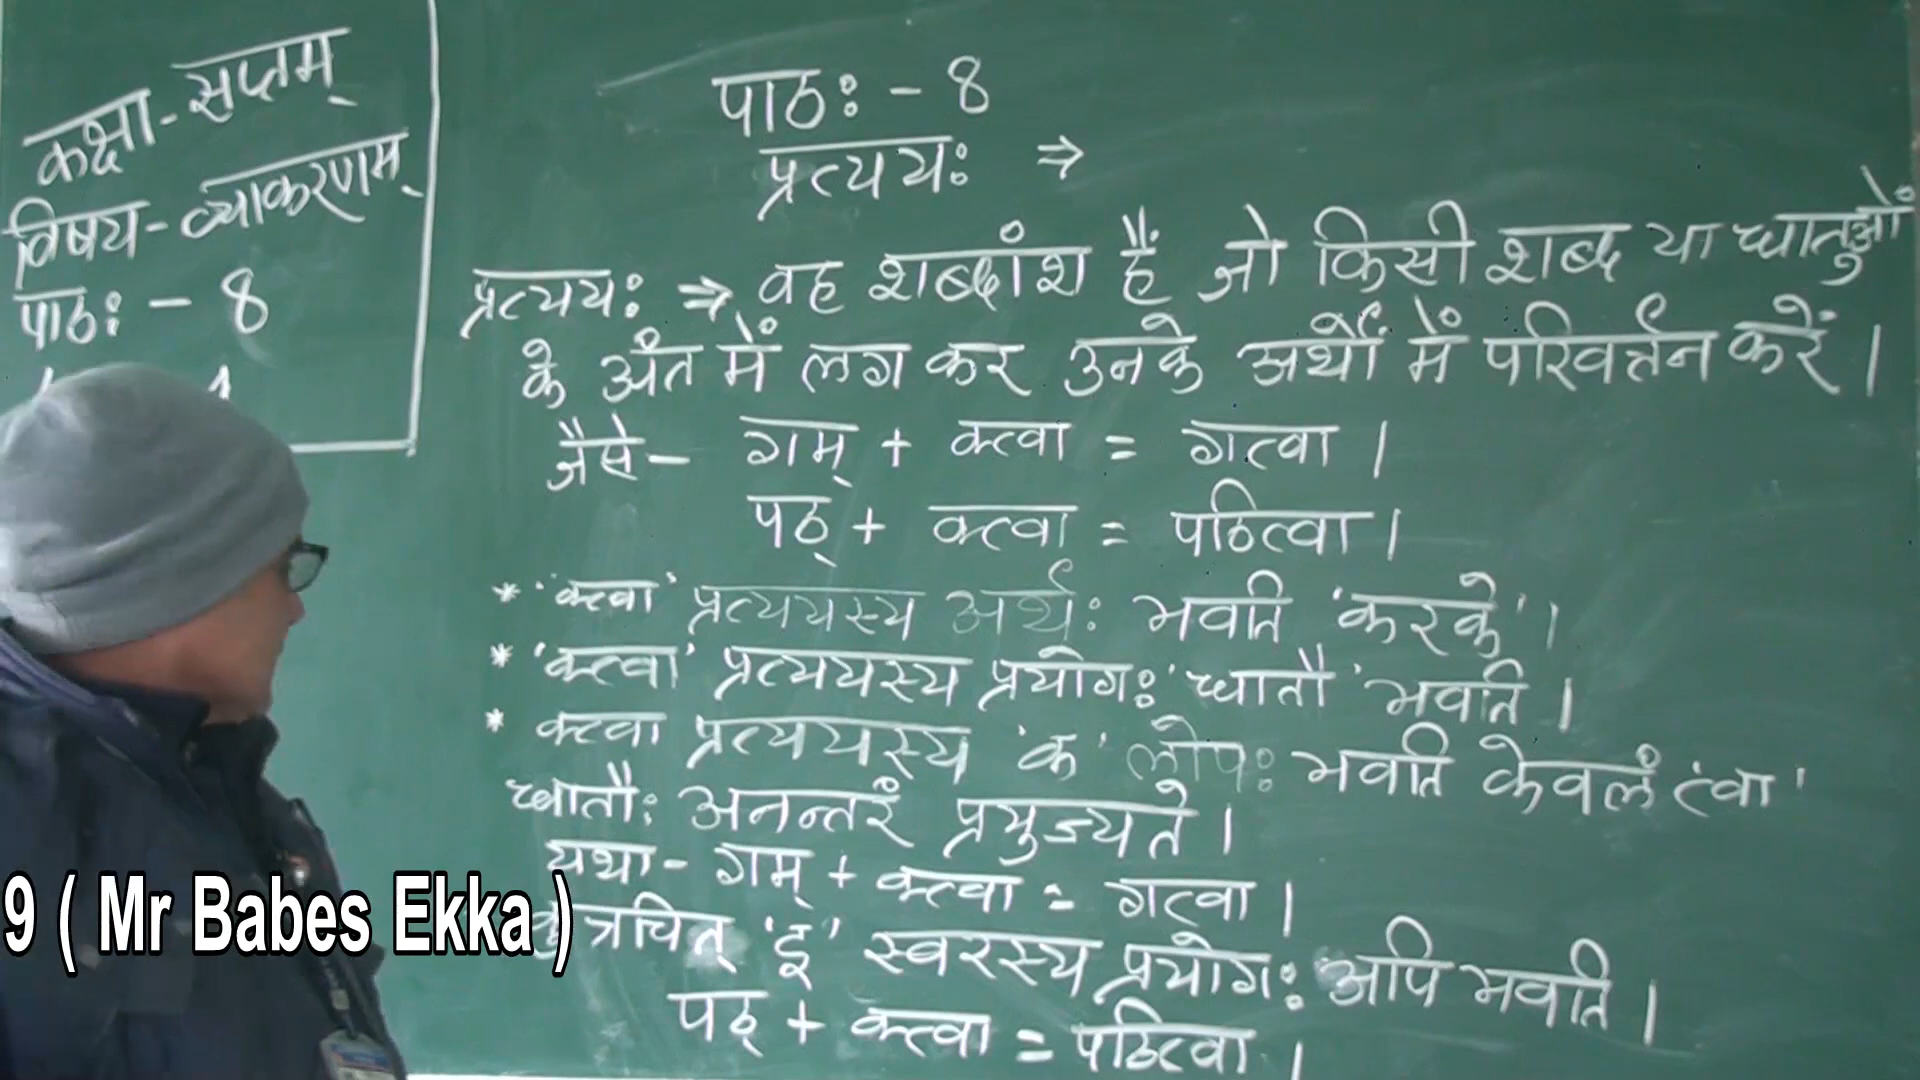 कक्षा - सप्तम्
विषय - व्याकरणम्
पाठः - 8
पाठः - 8
प्रत्ययः ⇒
प्रत्ययः ⇒ वह शब्दांश है जो किसी शब्द या धातुओं
के अंत में लग कर उनके अर्थों में परिवर्तन करें ।
जैसे - गम् + क्त्वा = गत्वा ।
पठ् + क्त्वा = पठित्वा ।
* 'क्त्वा' प्रत्ययस्य अर्थः भवति 'करके' ।
* 'क्त्वा' प्रत्ययस्य प्रयोगः 'धातौ' भवति ।
* क्त्वा प्रत्ययस्य 'क' लोपः भवति केवलं 'त्वा'
धातौः अनन्तरं प्रयुज्यते ।
यथा - गम् + क्त्वा = गत्वा ।
'इ' स्वरस्य प्रयोगः अपि भवति ।
पठ् + क्त्वा = पठित्वा ।
9 ( Mr Babes Ekka )